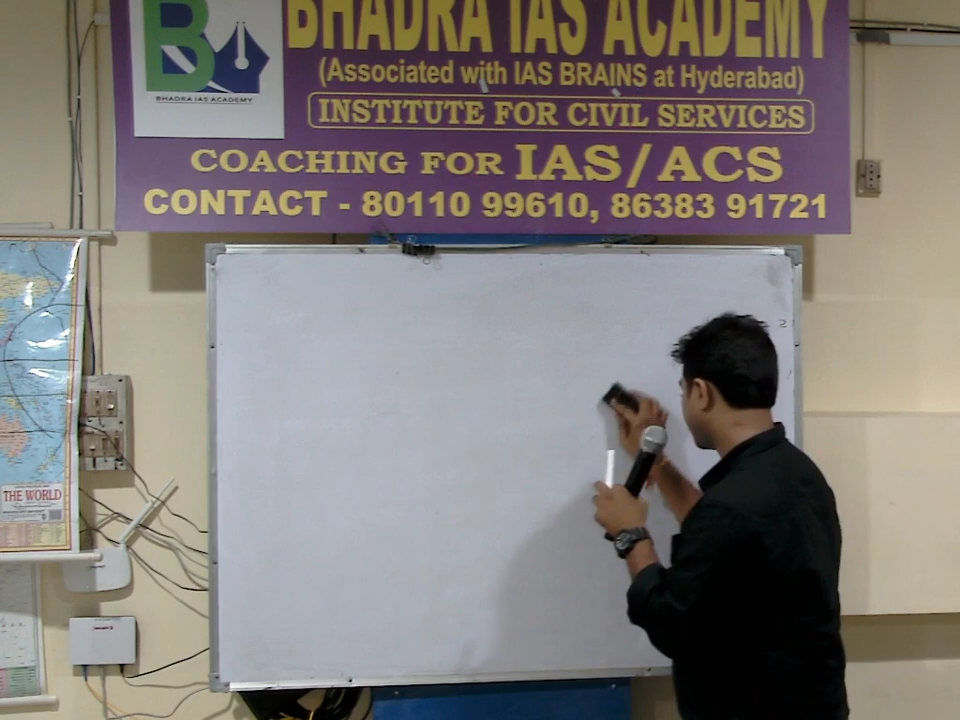 B
BHADRA IAS ACADEMY
BHADRA IAS ACADEMY
(Associated with IAS BRAINS at Hyderabad)
INSTITUTE FOR CIVIL SERVICES
COACHING FOR IAS/ACS
CONTACT - 80110 99610, 86383 91721
THE WORLD
2